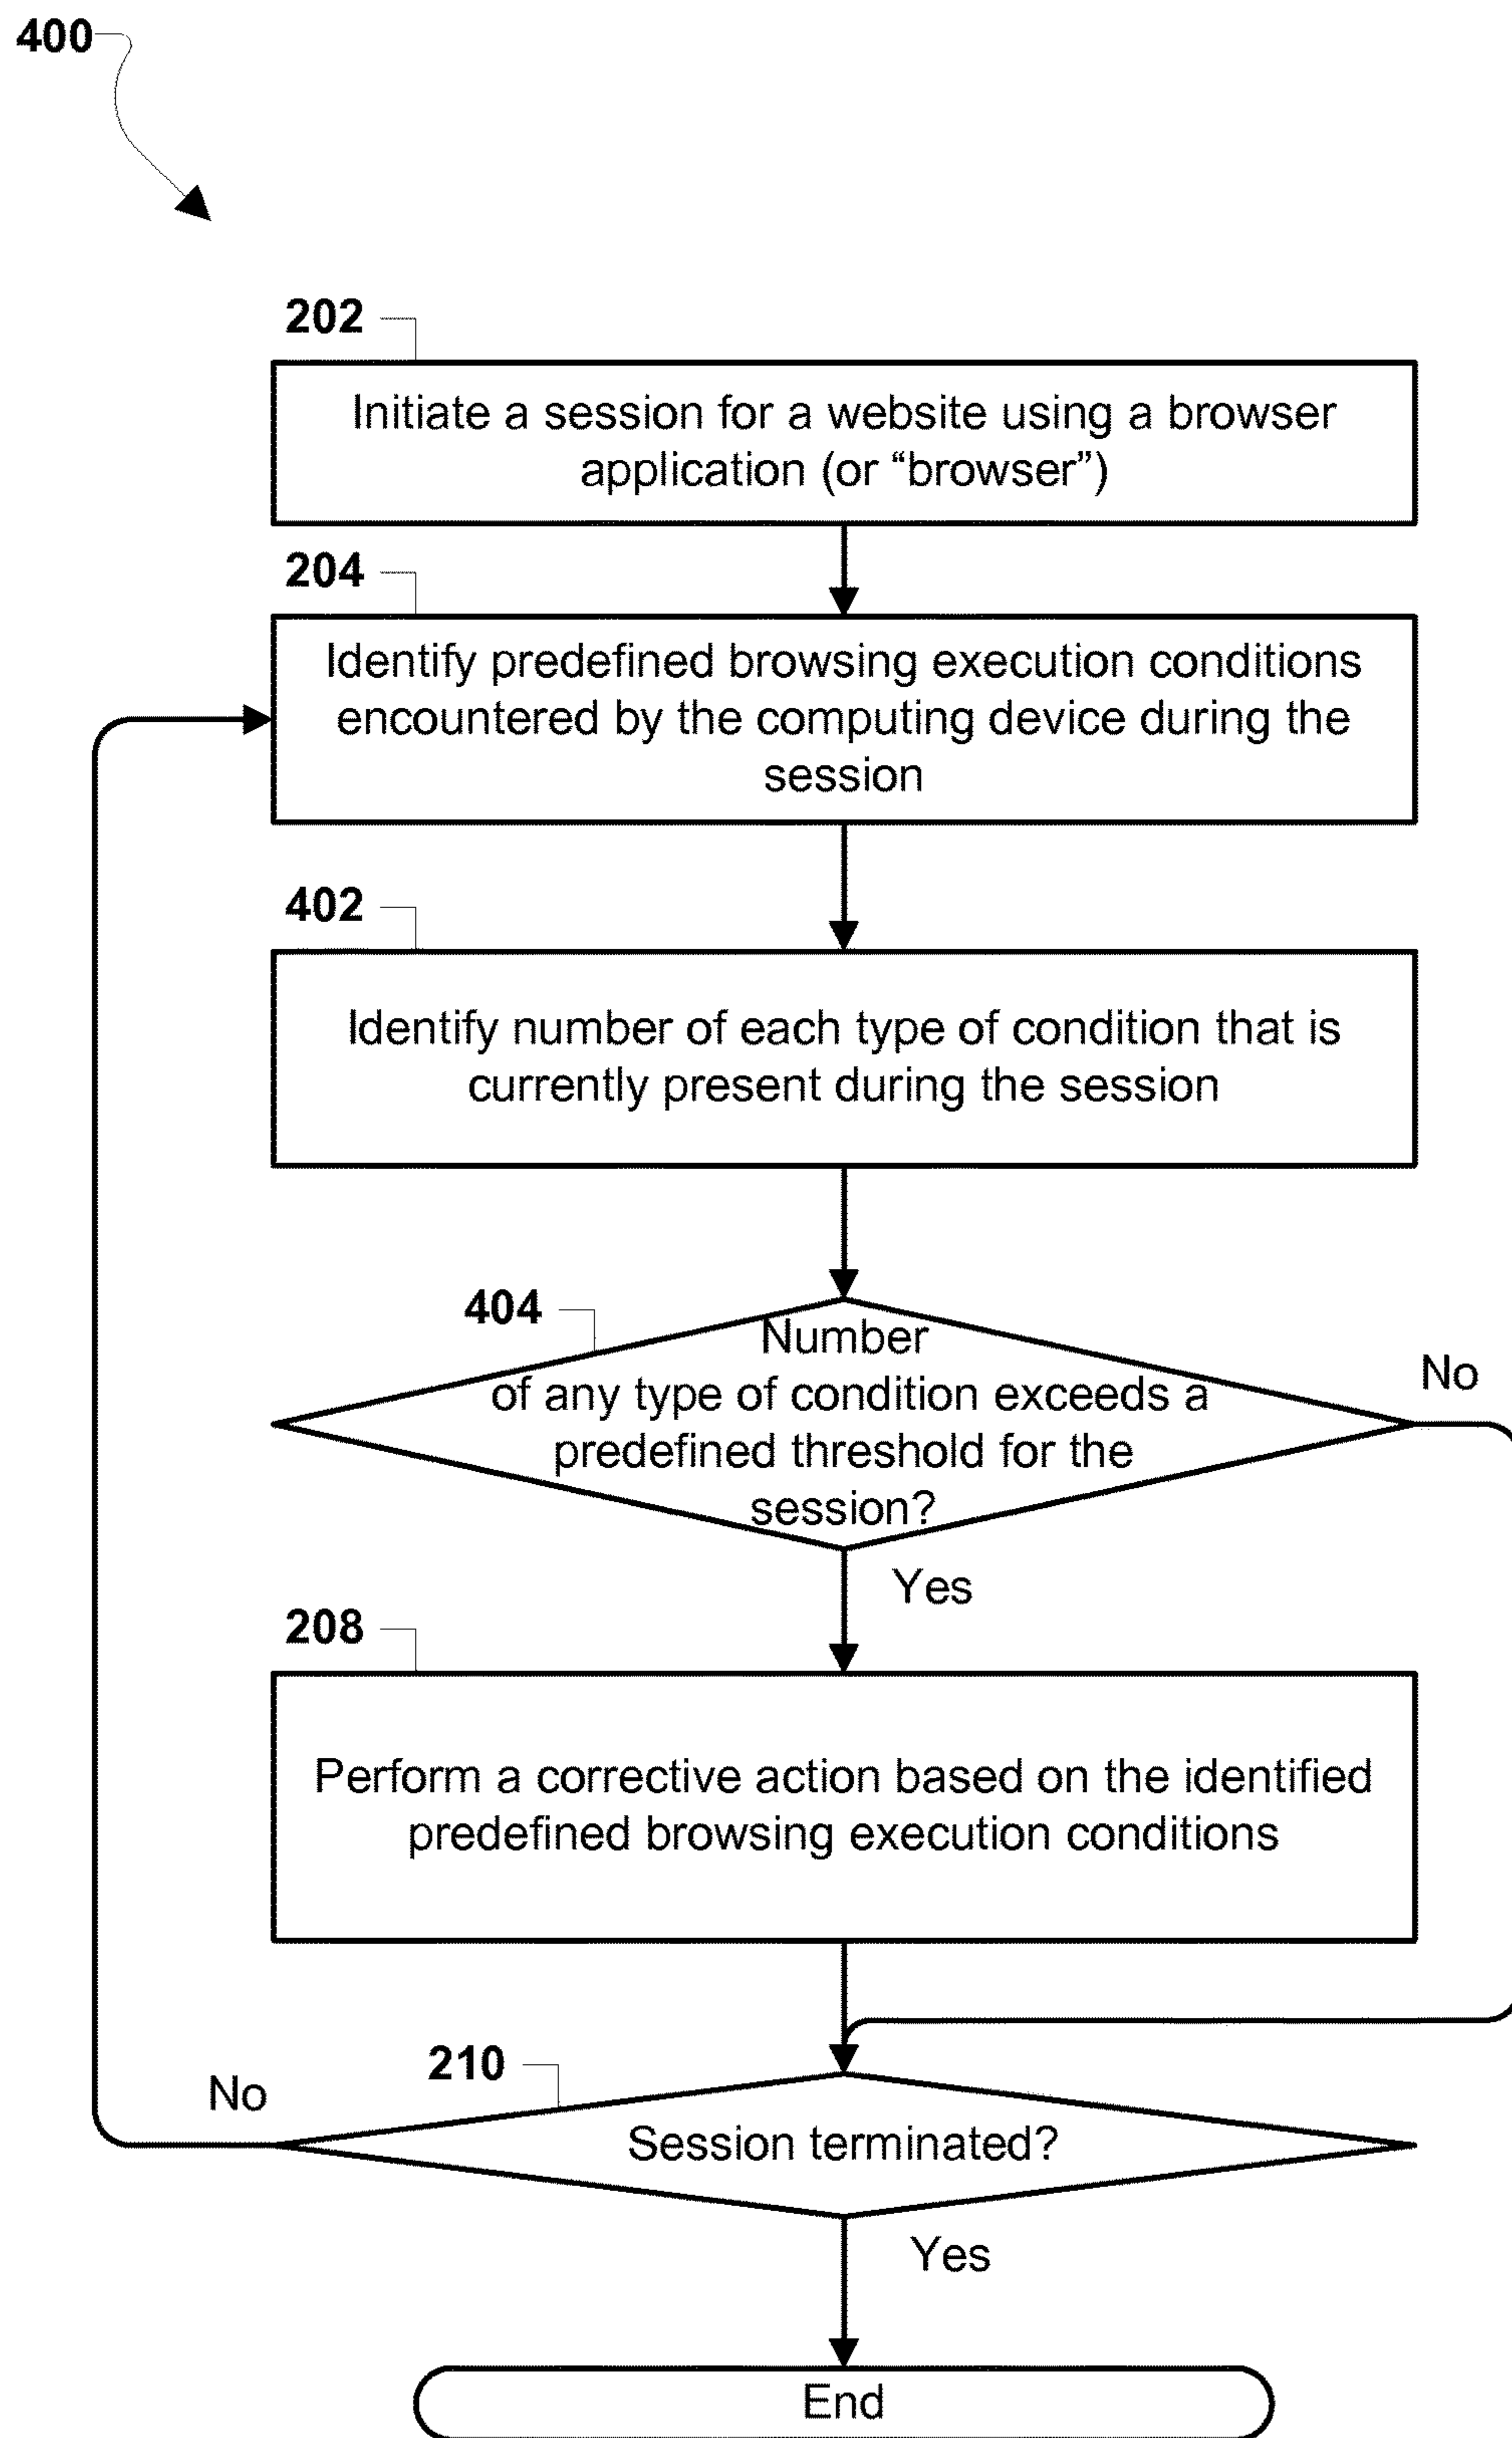 400
202
Initiate a session for a website using a browser
application (or “browser”)
204
Identify predefined browsing execution conditions
encountered by the computing device during the
session
402
Identify number of each type of condition that is
currently present during the session
404
Number
of any type of condition exceeds a
predefined threshold for the
session?
No
Yes
208
Perform a corrective action based on the identified
predefined browsing execution conditions
210
No
Session terminated?
Yes
End